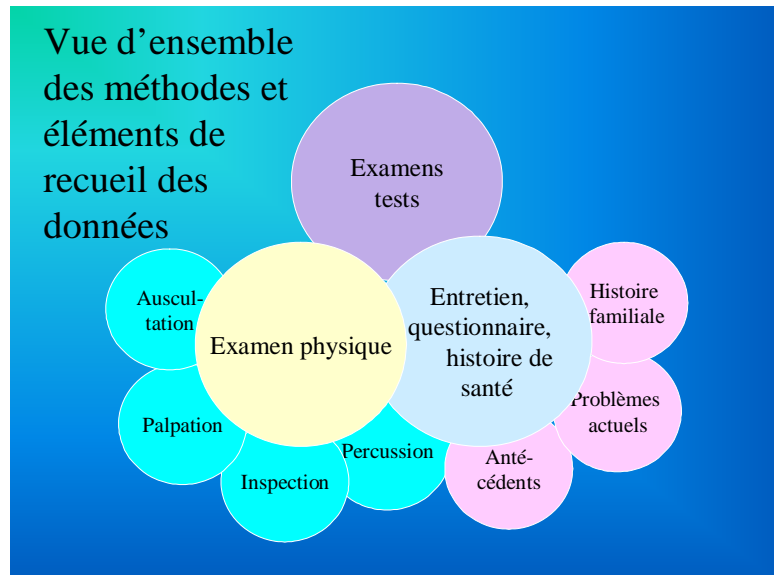 Vue d’ensemble
des méthodes et
éléments de
recueil des
données
Examens
tests
Auscul-
tation
Examen physique
Entretien,
questionnaire,
histoire de
santé
Histoire
familiale
Problèmes
actuels
Palpation
Inspection
Percussion
Anté-
cédents